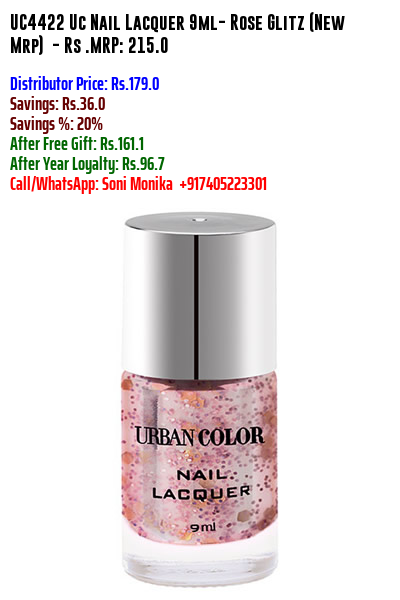 UC4422 Uc Nail Lacquer 9ml- Rose Glitz (New
Mrp)  - Rs .MRP: 215.0
Distributor Price: Rs.179.0
Savings: Rs.36.0
Savings %: 20%
After Free Gift: Rs.161.1
After Year Loyalty: Rs.96.7
Call/WhatsApp: Soni Monika  +917405223301
URBAN COLOR
NAIL
LACQUER
9ml